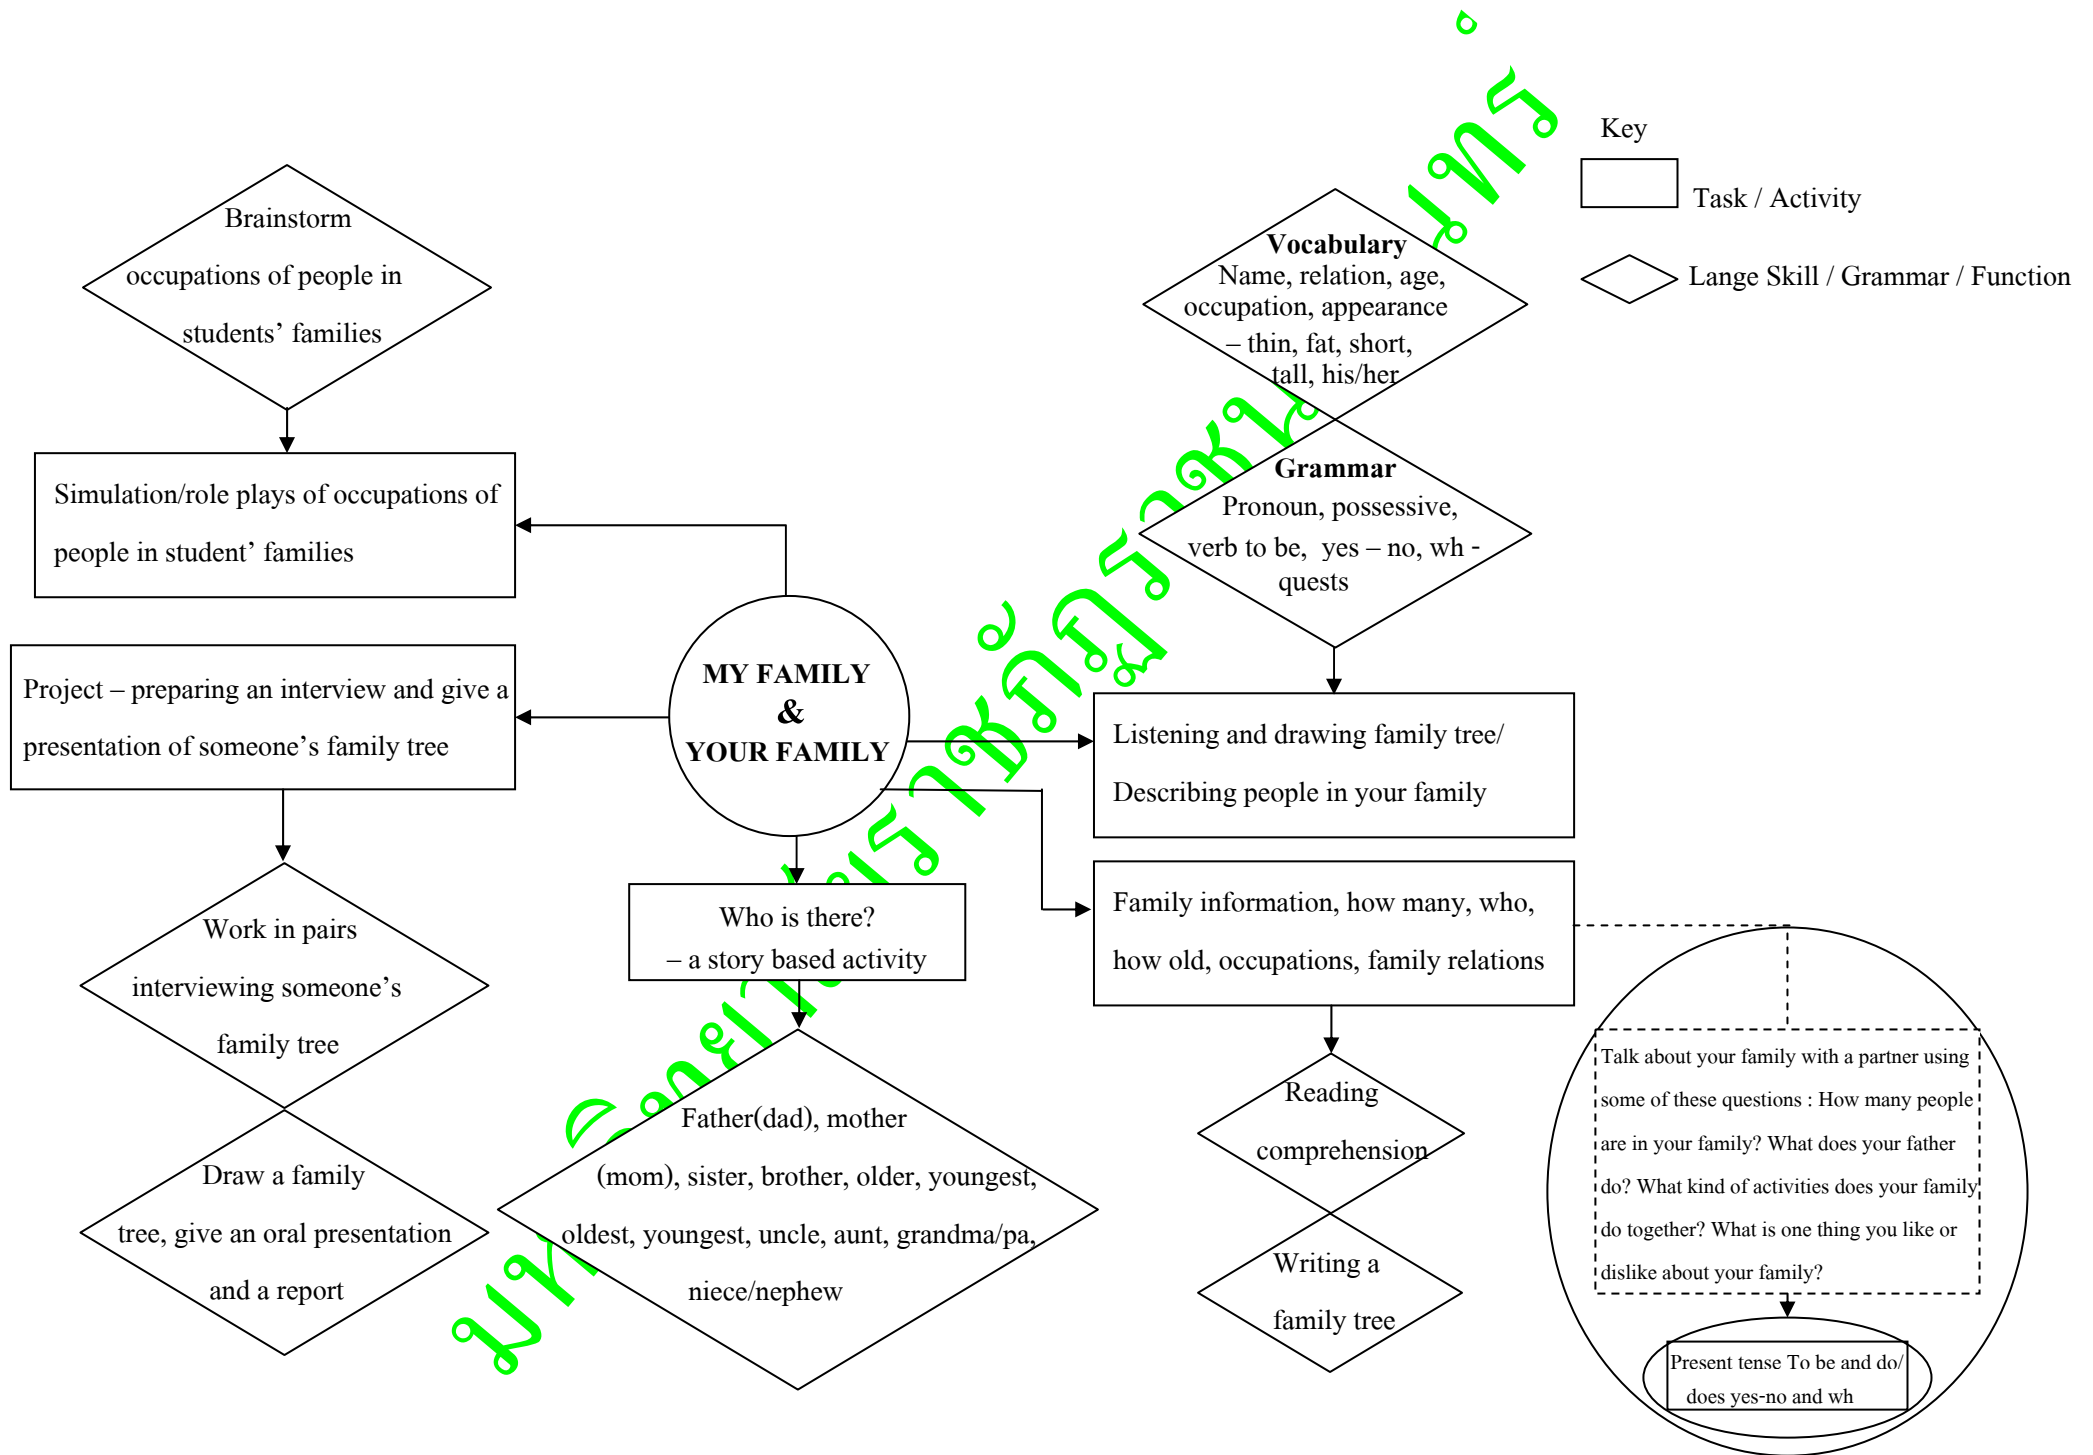 Key
Task / Activity
Lange Skill / Grammar / Function
Brainstorm
occupations of people in
students’ families
Simulation/role plays of occupations of
people in student’ families
Project – preparing an interview and give a
presentation of someone’s family tree
Work in pairs
interviewing someone’s
family tree
Draw a family
tree, give an oral presentation
and a report
MY FAMILY
&
YOUR FAMILY
Who is there?
– a story based activity
Father(dad), mother
(mom), sister, brother, older, youngest,
oldest, youngest, uncle, aunt, grandma/pa,
niece/nephew
Vocabulary
Name, relation, age,
occupation, appearance
– thin, fat, short,
tall, his/her
Grammar
Pronoun, possessive,
verb to be, yes – no, wh -
quests
Listening and drawing family tree/
Describing people in your family
Family information, how many, who,
how old, occupations, family relations
Reading
comprehension
Writing a
family tree
Talk about your family with a partner using
some of these questions : How many people
are in your family? What does your father
do? What kind of activities does your family
do together? What is one thing you like or
dislike about your family?
Present tense To be and do/
does yes-no and wh